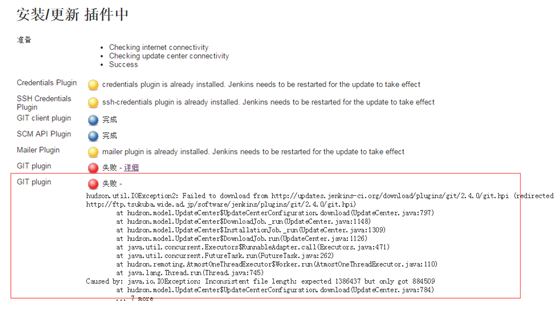 安装/更新 插件中
准备
Checking internet connectivity
Checking update center connectivity
Success
Credentials Plugin credentials plugin is already installed. Jenkins needs to be restarted for the update to take effect
SSH Credentials Plugin ssh-credentials plugin is already installed. Jenkins needs to be restarted for the update to take effect
GIT client plugin 完成
SCM API Plugin 完成
Mailer Plugin mailer plugin is already installed. Jenkins needs to be restarted for the update to take effect
GIT plugin 失败 - 详细
GIT plugin 失败 -
hudson.util.IOException2: Failed to download from http://updates.jenkins-ci.org/download/plugins/git/2.4.0/git.hpi (redirected
http://ftp.tsukuba.wide.ad.jp/software/jenkins/plugins/git/2.4.0/git.hpi)
at hudson.model.UpdateCenter$UpdateCenterConfiguration.download(UpdateCenter.java:797)
at hudson.model.UpdateCenter$DownloadJob._run(UpdateCenter.java:1148)
at hudson.model.UpdateCenter$InstallationJob._run(UpdateCenter.java:1309)
at hudson.model.UpdateCenter$DownloadJob.run(UpdateCenter.java:1126)
at java.util.concurrent.Executors$RunnableAdapter.call(Executors.java:471)
at java.util.concurrent.FutureTask.run(FutureTask.java:262)
at hudson.remoting.AtmostOneThreadExecutor$Worker.run(AtmostOneThreadExecutor.java:110)
at java.lang.Thread.run(Thread.java:745)
Caused by: java.io.IOException: Inconsistent file length: expected 1386437 but only got 884509
at hudson.model.UpdateCenter$UpdateCenterConfiguration.download(UpdateCenter.java:784)
... 7 more